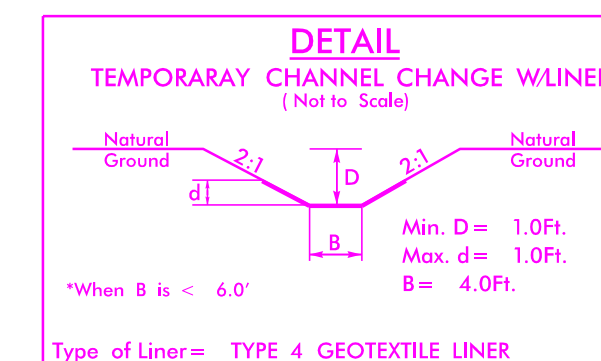 DETAIL
TEMPORARAY CHANNEL CHANGE W/LINER
( Not to Scale)
Natural
Ground
2:1
D
d
B
2:1
Natural
Ground
Min. D = 1.0Ft.
Max. d = 1.0Ft.
B = 4.0Ft.
*When B is < 6.0'
Type of Liner = TYPE 4 GEOTEXTILE LINER